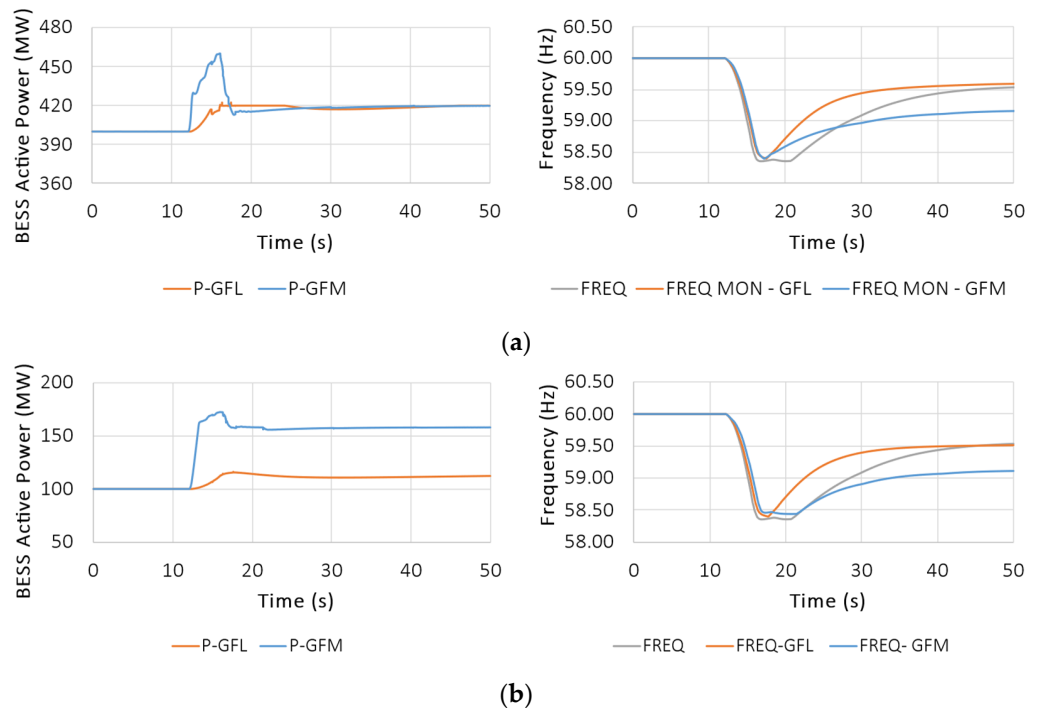 BESS Active Power (MW)
480
450
420
390
360
0 10 20 30 40 50
Time (s)
P-GFL P-GFM
Frequency (Hz)
60.50
60.00
59.50
59.00
58.50
58.00
0 10 20 30 40 50
Time (s)
FREQ FREQ MON - GFL FREQ MON - GFM
(a)
BESS Active Power (MW)
200
150
100
50
0 10 20 30 40 50
Time (s)
P-GFL P-GFM
Frequency (Hz)
60.50
60.00
59.50
59.00
58.50
58.00
0 10 20 30 40 50
Time (s)
FREQ FREQ-GFL FREQ- GFM
(b)